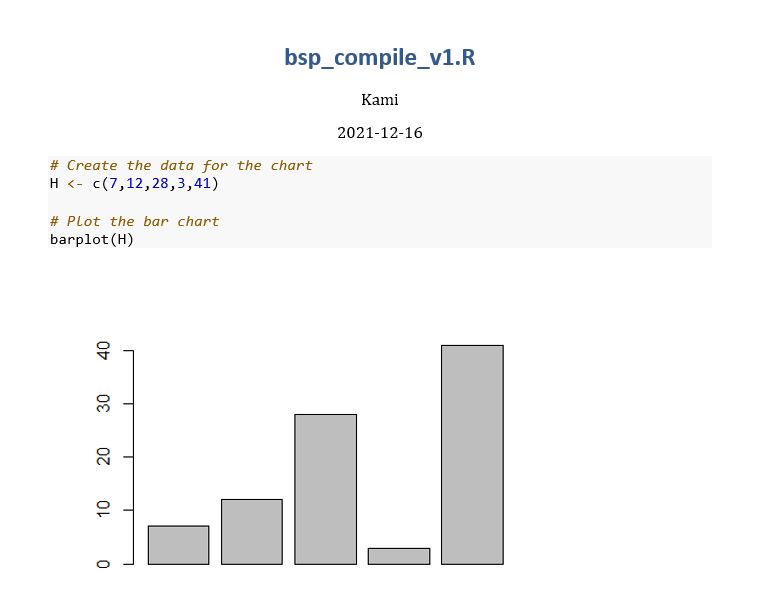 bsp_compile_v1.R
Kami
2021-12-16
# Create the data for the chart
H <- c(7,12,28,3,41)
# Plot the bar chart
barplot(H)
40
30
20
10
0